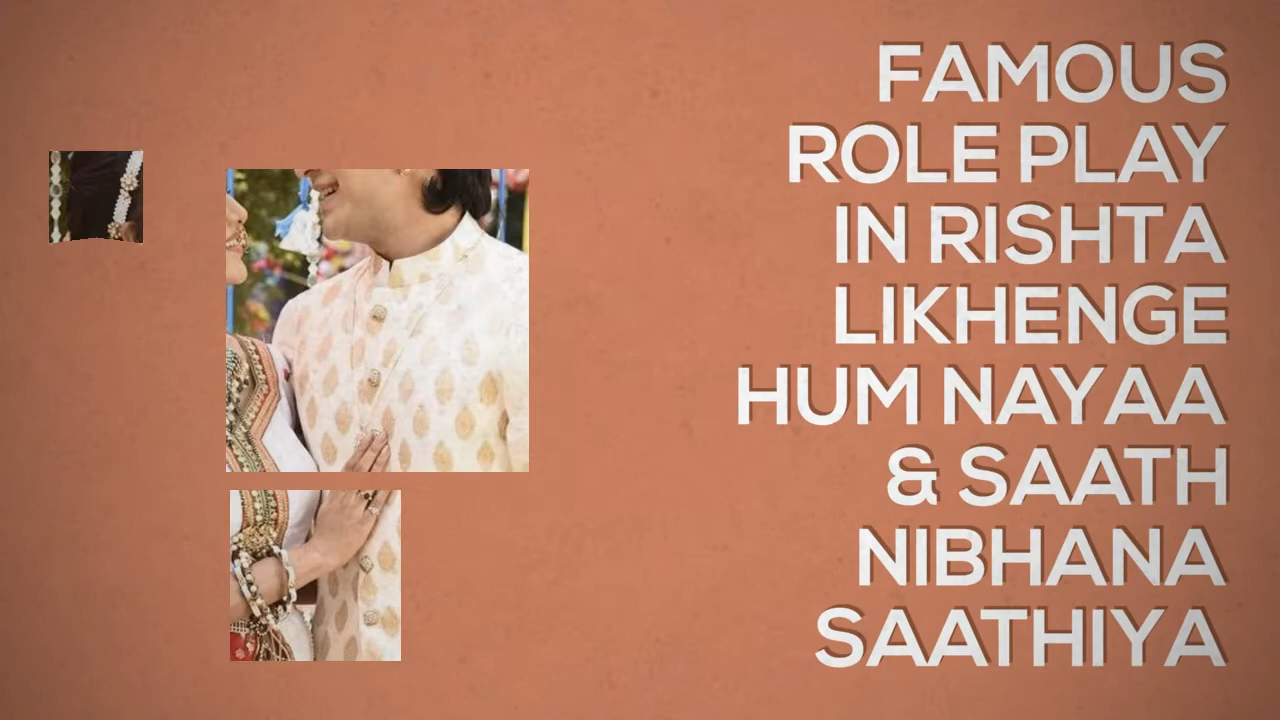 FAMOUS
ROLE PLAY
IN RISHTA
LIKHENGE
HUM NAYAA
& SAATH
NIBHANA
SAATHIYA